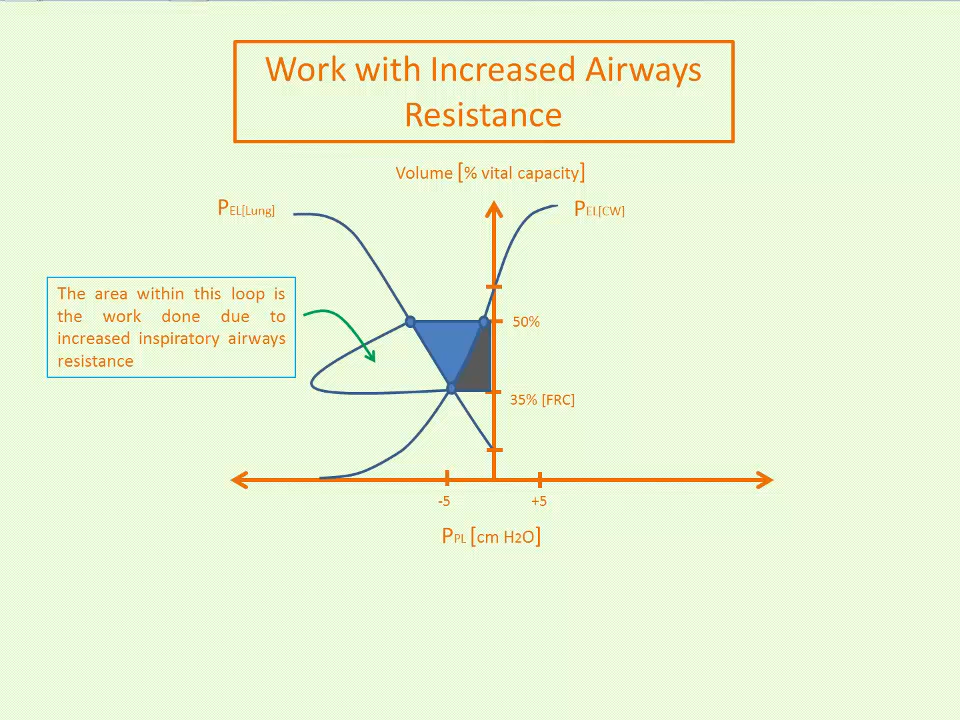 Work with Increased Airways
Resistance
Volume [% vital capacity]
PEL[Lung]
PEL[CW]
The area within this loop is
the work done due to
increased inspiratory airways
resistance
50%
35% [FRC]
-5
+5
PPL [cm H2O]